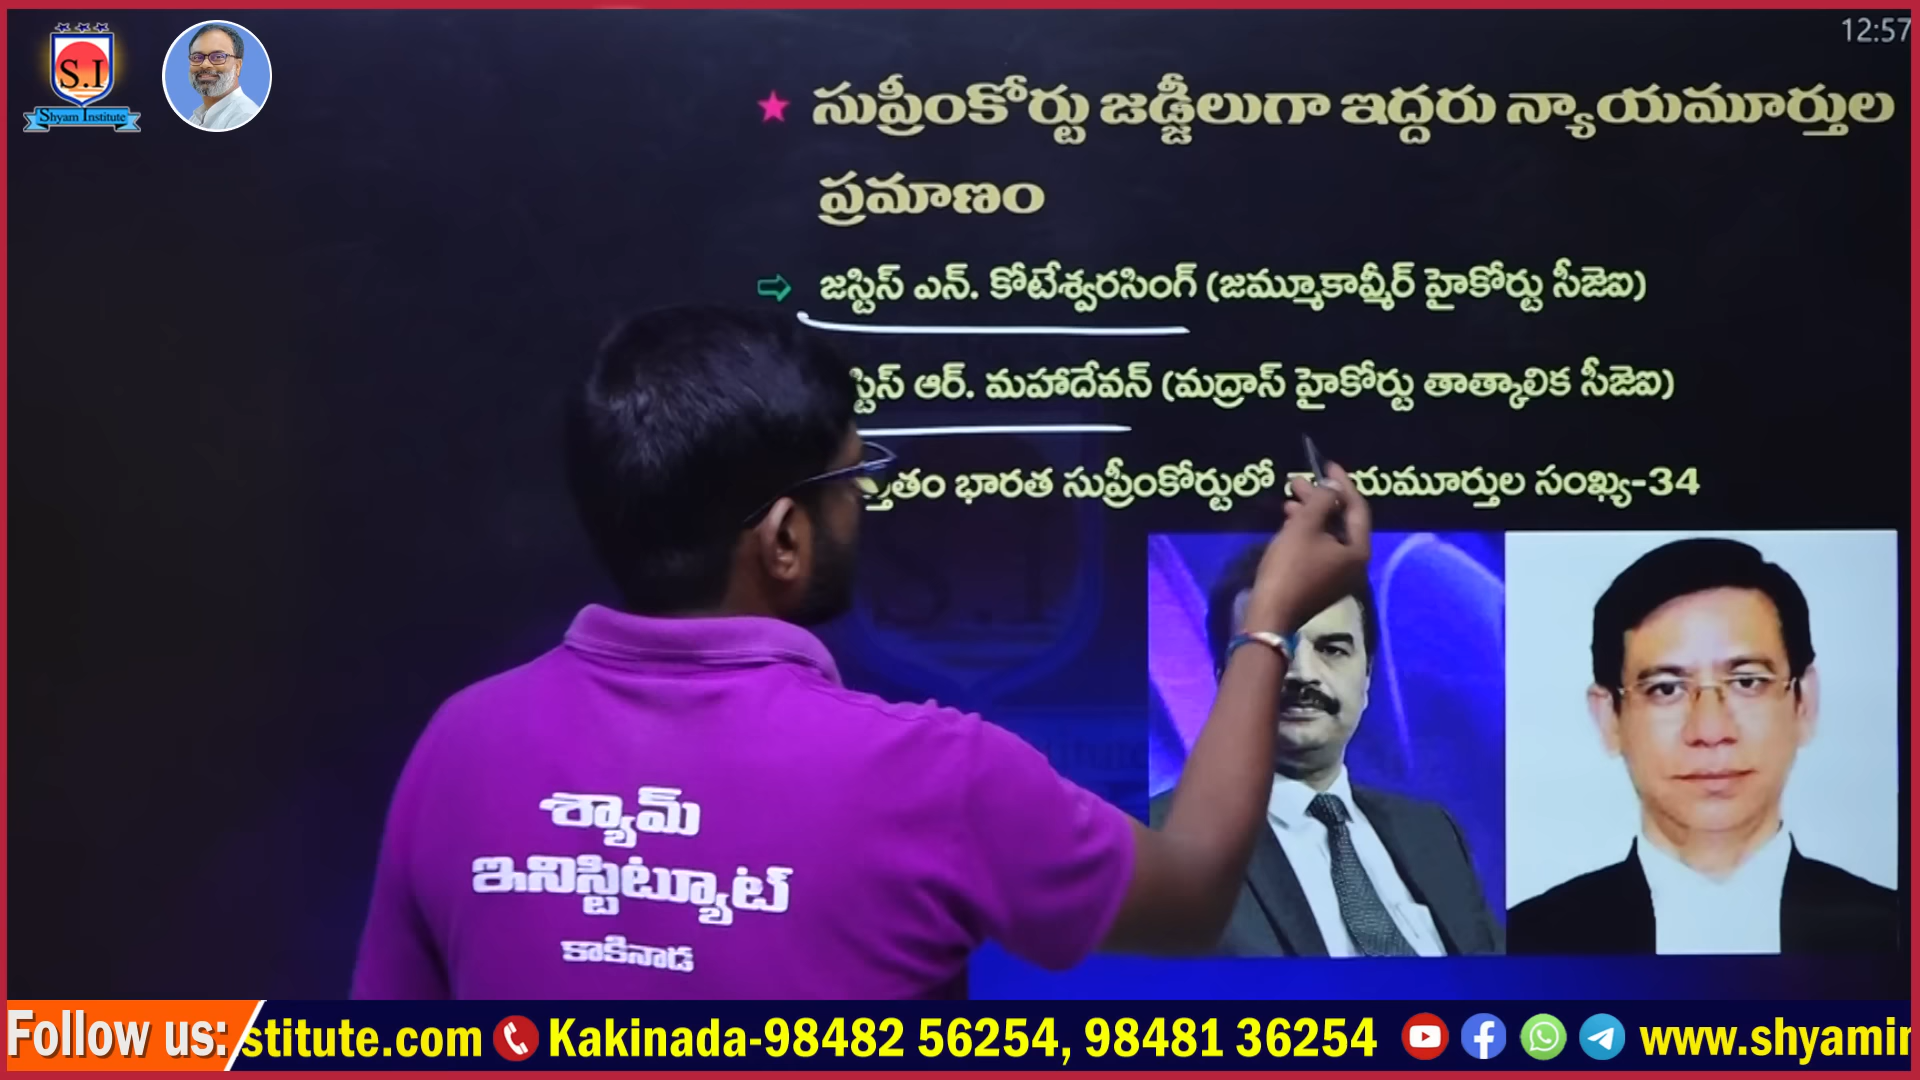 12:57
S.I
Shyam Institute
సుప్రీంకోర్టు జడ్జీలుగా ఇద్దరు న్యాయమూర్తుల
ప్రమాణం
జస్టిస్ ఎన్. కోటేశ్వరసింగ్ (జమ్మూకాశ్మీర్ హైకోర్టు సీజెఐ)
ఆర్. మహాదేవన్ (మద్రాస్ హైకోర్టు తాత్కాలిక సీజెఐ)
భారత సుప్రీంకోర్టులో న్యాయమూర్తుల సంఖ్య-34
శ్యామ్
ఇనిస్టిట్యూట్
కాకినాడ
Follow us: stitute.com Kakinada-98482 56254, 98481 36254 www.shyamin